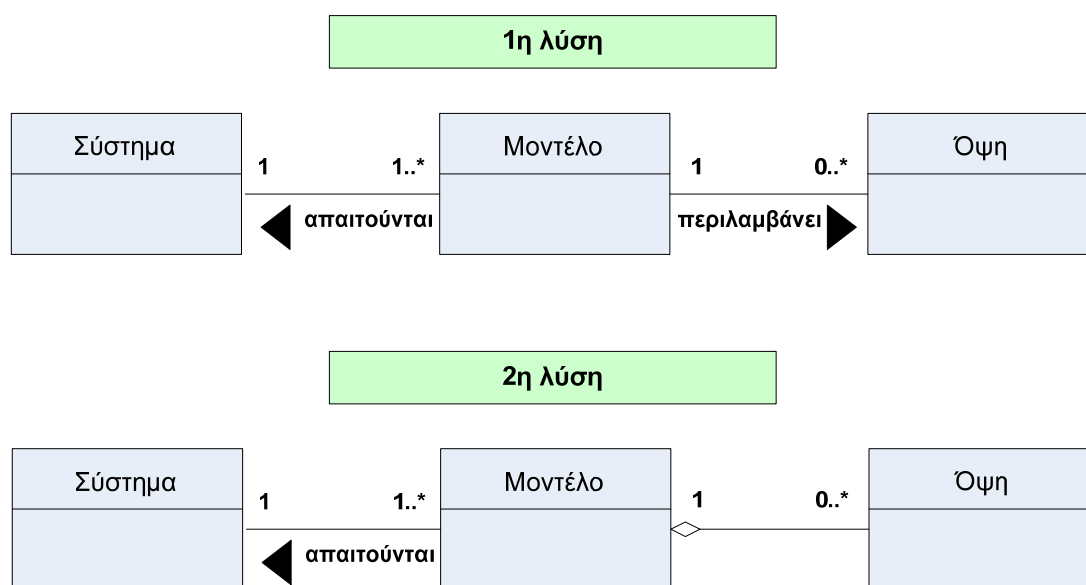 1η λύση
Σύστημα
Μοντέλο
Όψη
1
1..*
1
0..*
απαιτούνται
περιλαμβάνει
2η λύση
Σύστημα
Μοντέλο
Όψη
1
1..*
1
0..*
απαιτούνται